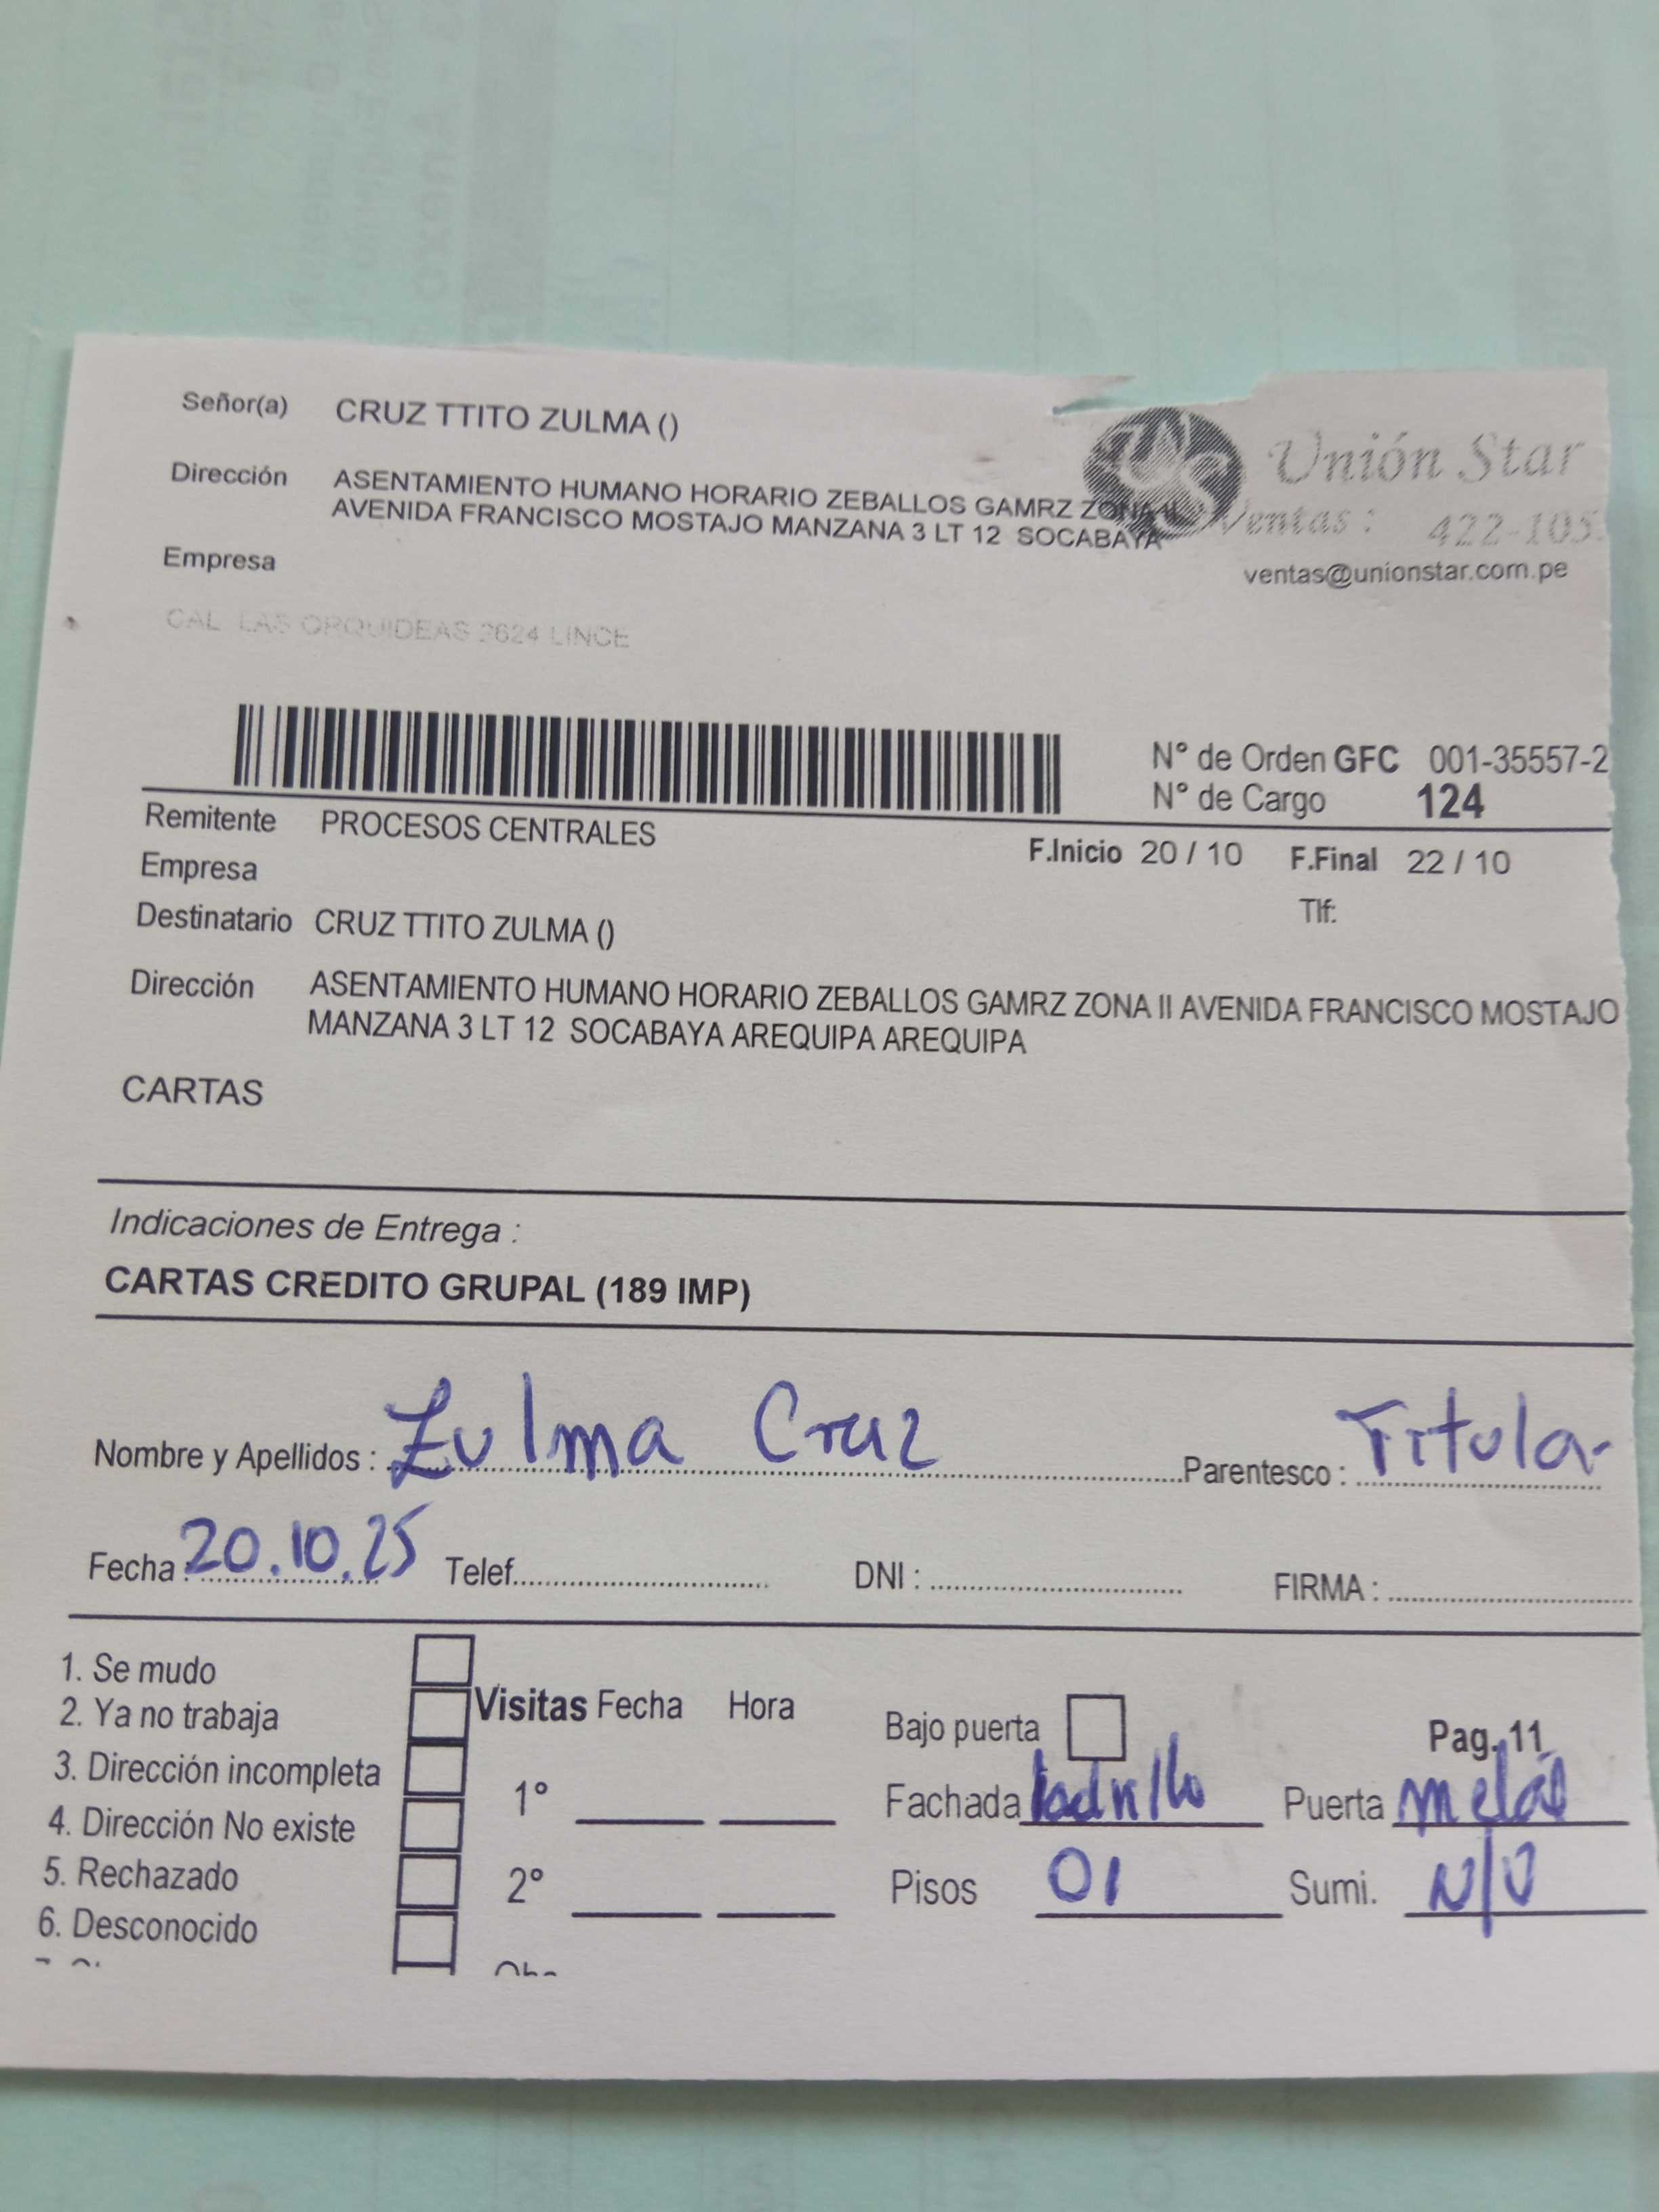 Señor(a) CRUZ TTITO ZULMA ()
Dirección ASENTAMIENTO HUMANO HORARIO ZEBALLOS GAMRZ ZONA II
AVENIDA FRANCISCO MOSTAJO MANZANA 3 LT 12 SOCABAYA
Unión Star
Ventas : 422-105
ventas@unionstar.com.pe
Empresa
CAL LAS ORQUIDEAS 2624 LINCE
N° de Orden GFC 001-35557-2
N° de Cargo 124
Remitente PROCESOS CENTRALES
F.Inicio 20 / 10 F.Final 22 / 10
Empresa
Tlf:
Destinatario CRUZ TTITO ZULMA ()
Dirección ASENTAMIENTO HUMANO HORARIO ZEBALLOS GAMRZ ZONA II AVENIDA FRANCISCO MOSTAJO
MANZANA 3 LT 12 SOCABAYA AREQUIPA AREQUIPA
CARTAS
Indicaciones de Entrega :
CARTAS CREDITO GRUPAL (189 IMP)
Nombre y Apellidos : Zulma Cruz Parentesco : Titular
Fecha : 20.10.25 Telef. DNI : FIRMA :
1. Se mudo
2. Ya no trabaja
3. Dirección incompleta
4. Dirección No existe
5. Rechazado
6. Desconocido
Visitas Fecha Hora
1°
2°
Bajo puerta
Pag. 11
Fachada ladrillo Puerta
Pisos 01 Sumi. N/V